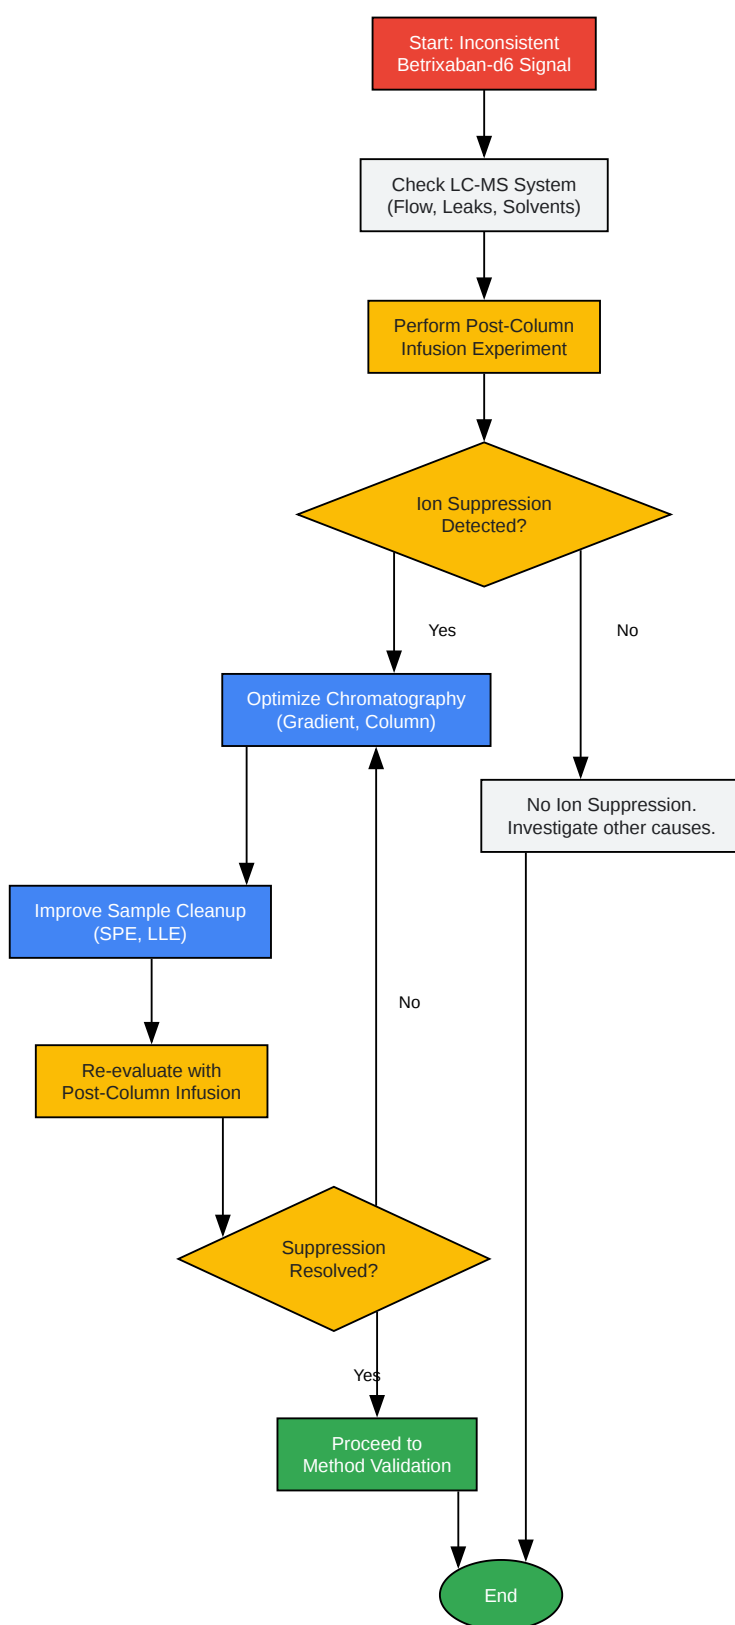 Start: Inconsistent
Betrixaban-d6 Signal
Check LC-MS System
(Flow, Leaks, Solvents)
Perform Post-Column
Infusion Experiment
Ion Suppression
Detected?
Yes
No
Optimize Chromatography
(Gradient, Column)
No Ion Suppression.
Investigate other causes.
Improve Sample Cleanup
(SPE, LLE)
No
Re-evaluate with
Post-Column Infusion
Suppression
Resolved?
Yes
Proceed to
Method Validation
End